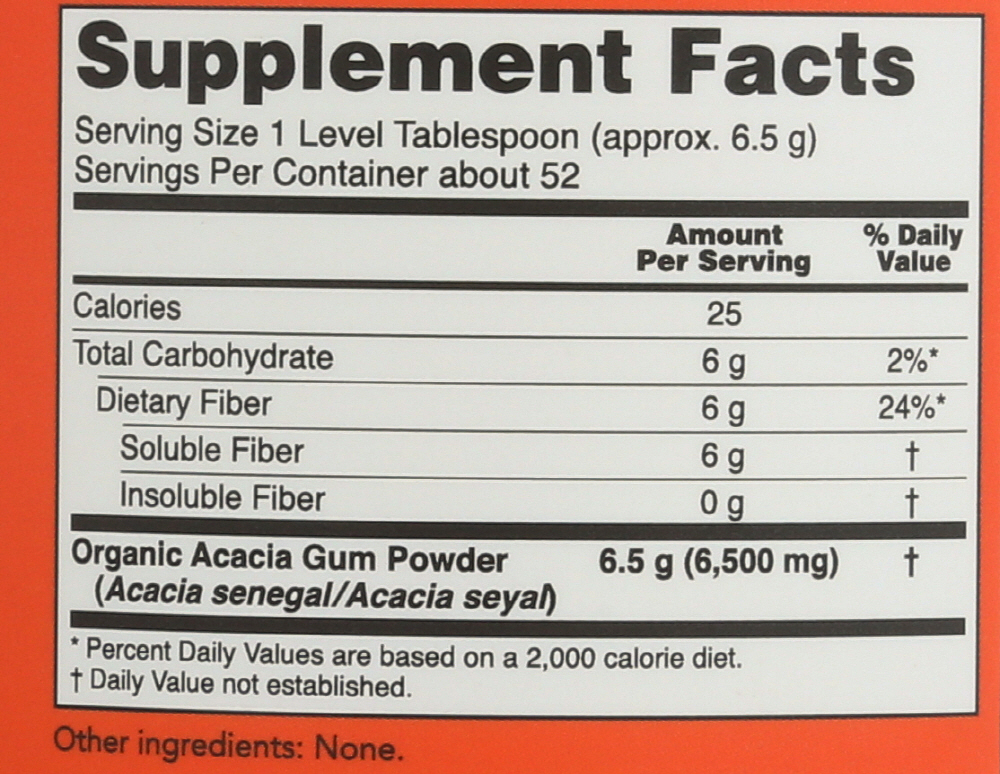 Supplement Facts
Serving Size 1 Level Tablespoon (approx. 6.5 g)
Servings Per Container about 52
Amount Per Serving % Daily Value
Calories 25
Total Carbohydrate 6 g 2%*
Dietary Fiber 6 g 24%*
Soluble Fiber 6 g †
Insoluble Fiber 0 g †
Organic Acacia Gum Powder 6.5 g (6,500 mg) †
(Acacia senegal/Acacia seyal)
* Percent Daily Values are based on a 2,000 calorie diet.
† Daily Value not established.
Other ingredients: None.